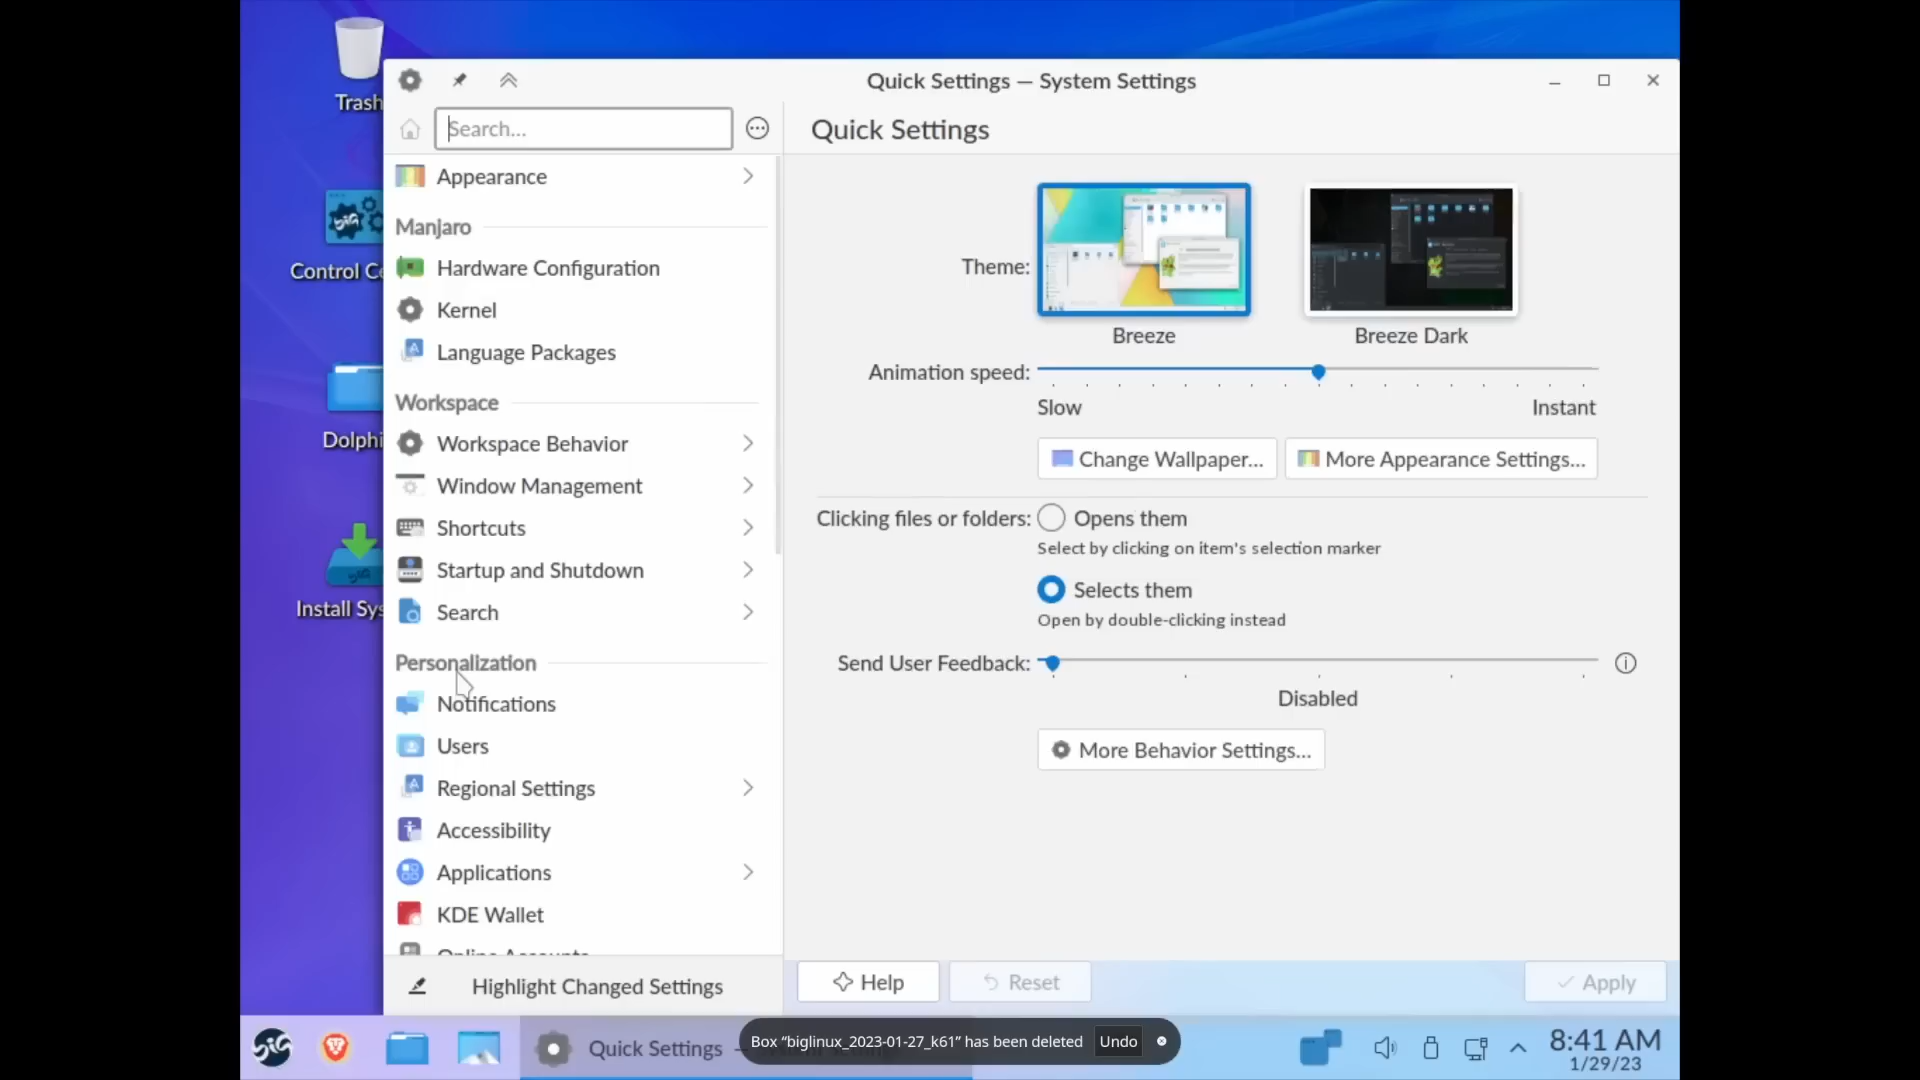 Trash
Control Ce
Dolphi
Install Sys
Quick Settings — System Settings
Search...
Quick Settings
Appearance
Manjaro
Hardware Configuration
Kernel
Language Packages
Workspace
Workspace Behavior
Window Management
Shortcuts
Startup and Shutdown
Search
Personalization
Notifications
Users
Regional Settings
Accessibility
Applications
KDE Wallet
Online Accounts
Highlight Changed Settings
Theme:
Breeze
Breeze Dark
Animation speed:
Slow
Instant
Change Wallpaper...
More Appearance Settings...
Clicking files or folders:
Opens them
Select by clicking on item's selection marker
Selects them
Open by double-clicking instead
Send User Feedback:
Disabled
More Behavior Settings...
Help
Reset
Apply
Quick Settings —
Box “biglinux_2023-01-27_k61” has been deleted
Undo
8:41 AM
1/29/23